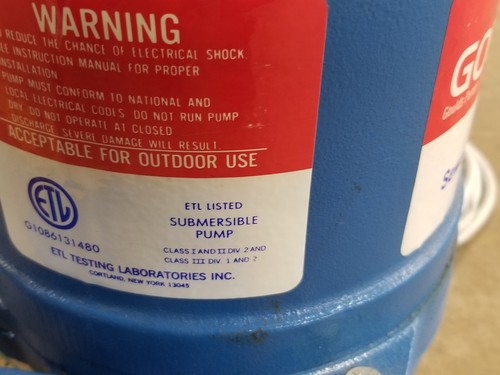 WARNING
REDUCE THE CHANCE OF ELECTRICAL SHOCK.
INSTRUCTION MANUAL FOR PROPER
PUMP MUST CONFORM TO NATIONAL AND
LOCAL ELECTRICAL CODES DO NOT RUN PUMP
DRY. DO NOT OPERATE AT CLOSED
DISCHARGE, SEVERE DAMAGE WILL RESULT
ACCEPTABLE FOR OUTDOOR USE
ETL
G1086131480
ETL LISTED
SUBMERSIBLE
PUMP
CLASS I AND II DIV. 2 AND
CLASS III DIV. 1 AND 2
ETL TESTING LABORATORIES INC.
CORTLAND, NEW YORK 13045
GO